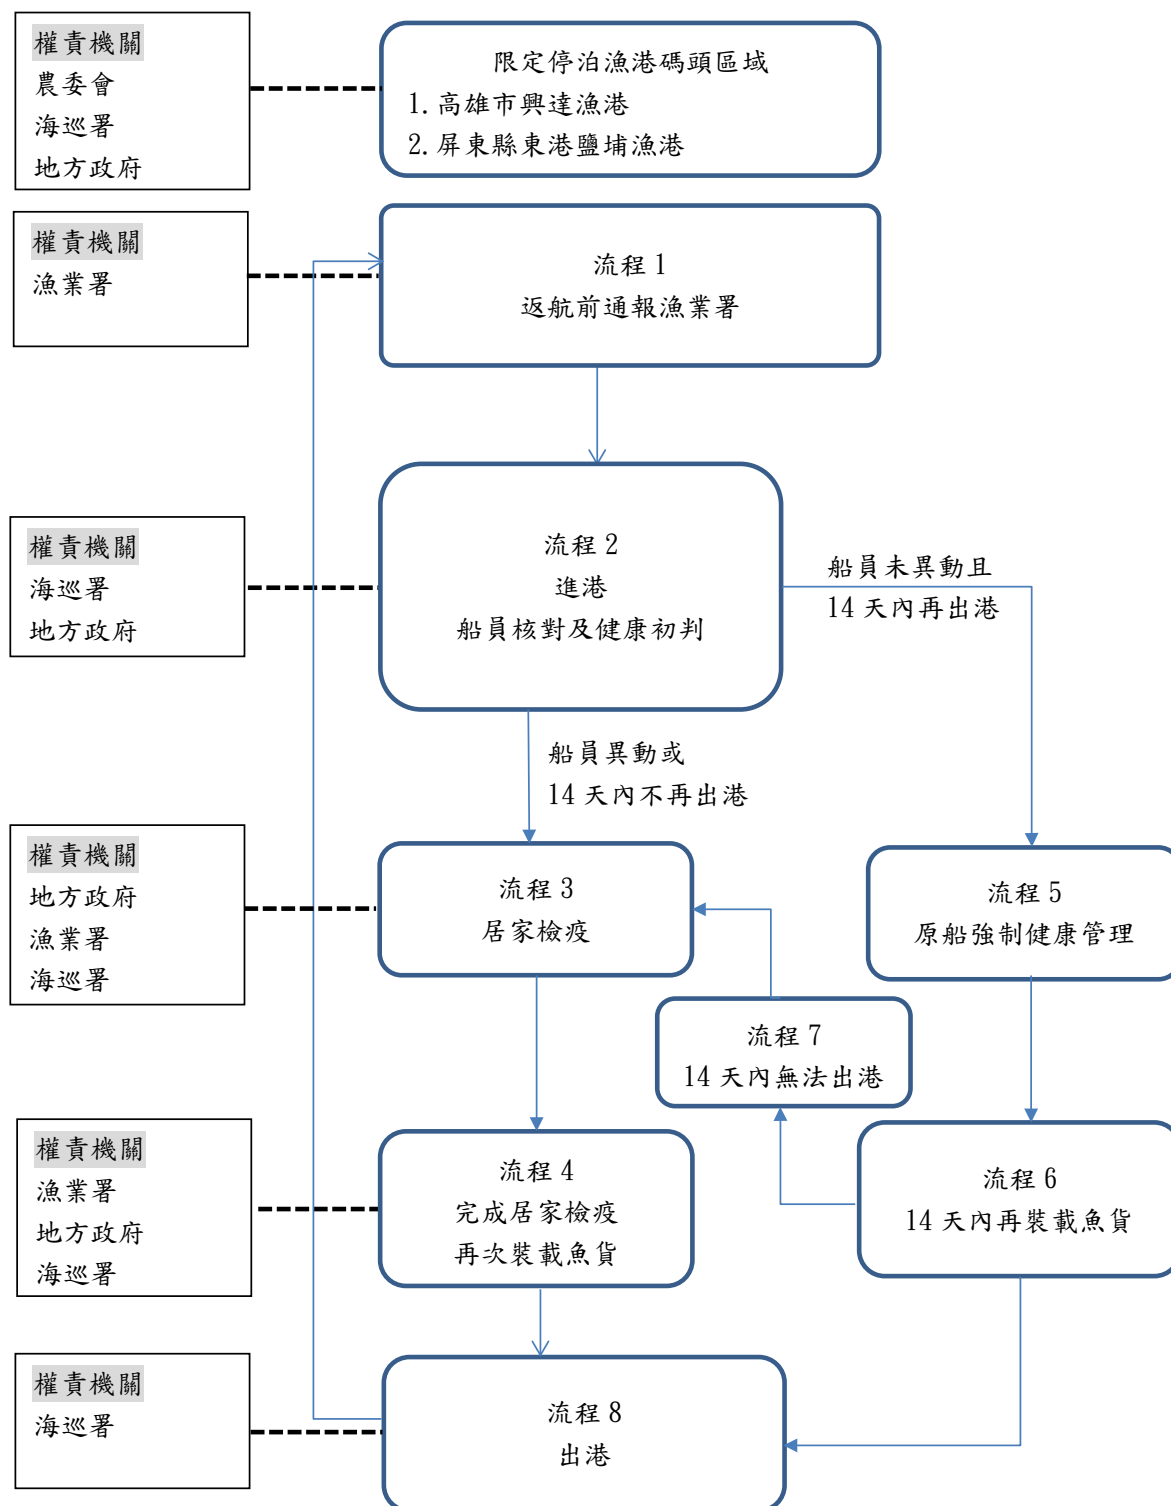 權責機關
農委會
海巡署
地方政府
限定停泊漁港碼頭區域
1.高雄市興達漁港
2.屏東縣東港鹽埔漁港
權責機關
漁業署
流程 1
返航前通報漁業署
權責機關
海巡署
地方政府
流程 2
進港
船員核對及健康初判
船員未異動且
14 天內再出港
船員異動或
14 天內不再出港
權責機關
地方政府
漁業署
海巡署
流程 3
居家檢疫
流程 5
原船強制健康管理
流程 7
14 天內無法出港
權責機關
漁業署
地方政府
海巡署
流程 4
完成居家檢疫
再次裝載魚貨
流程 6
14 天內再裝載魚貨
權責機關
海巡署
流程 8
出港